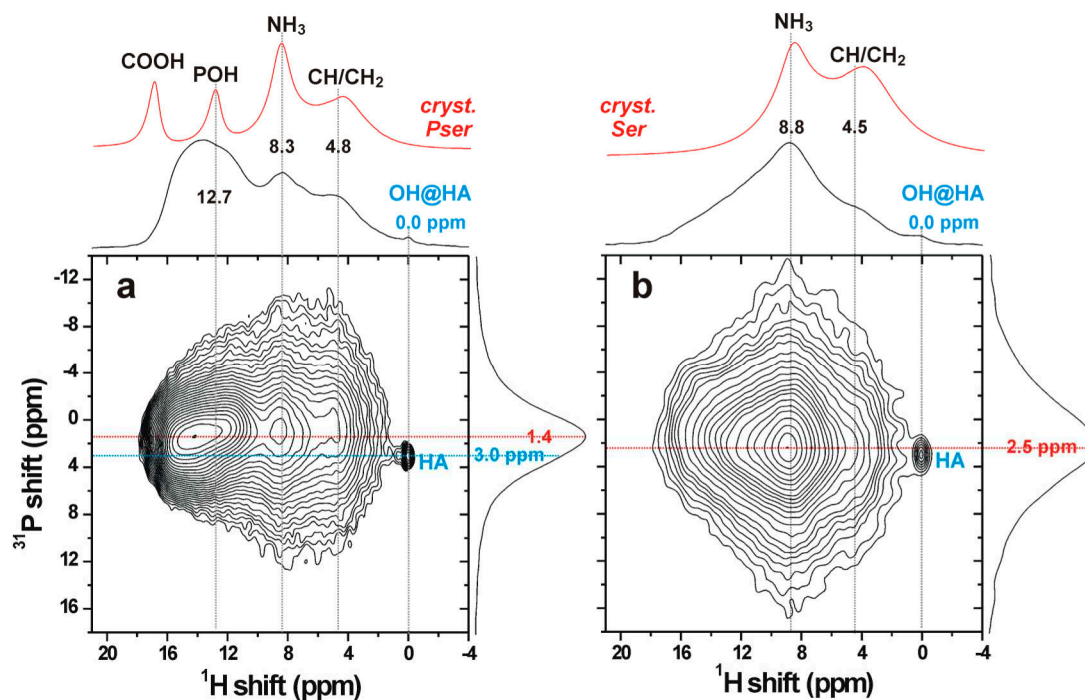 NH₃
COOH
POH
CH/CH₂
cryst.
Pser
8.3
4.8
12.7
OH@HA
0.0 ppm
a
1.4
3.0 ppm
HA
-12
-8
-4
0
4
8
12
16
³¹P shift (ppm)
20
16
12
8
4
0
-4
¹H shift (ppm)
NH₃
CH/CH₂
cryst.
Ser
8.8
4.5
OH@HA
0.0 ppm
b
2.5 ppm
HA
20
16
12
8
4
0
-4
¹H shift (ppm)